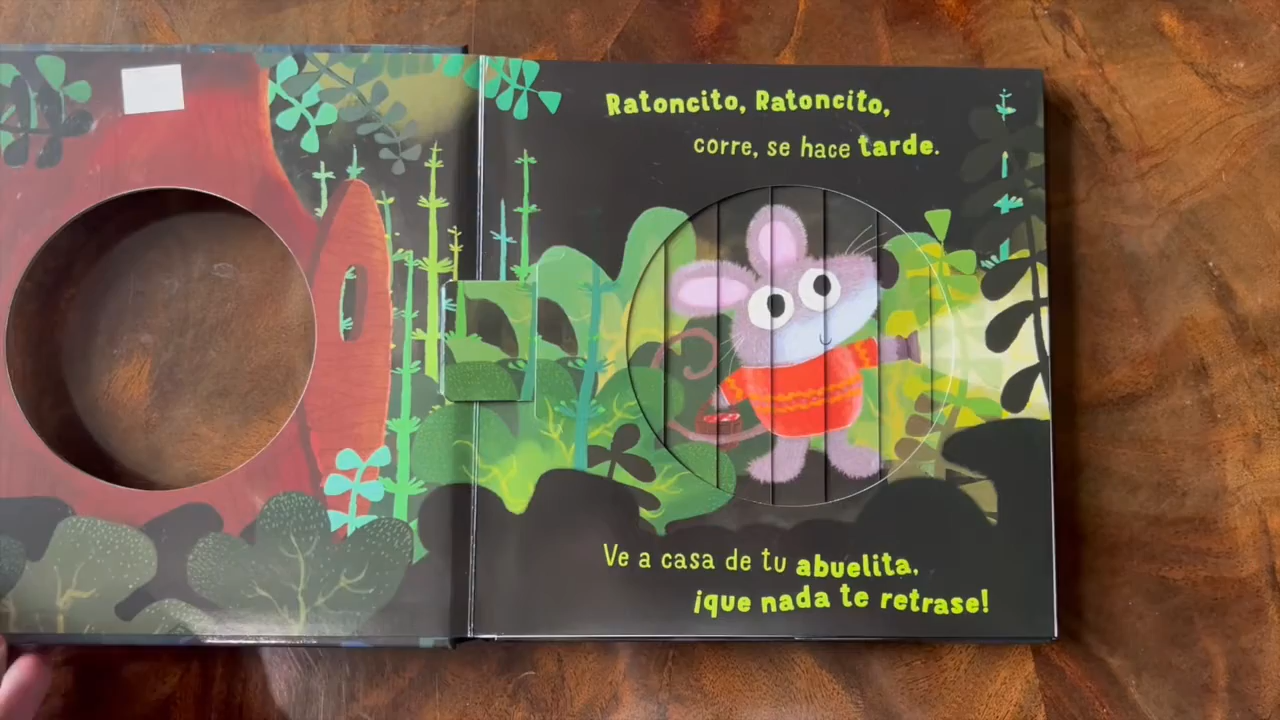 Ratoncito, Ratoncito,
corre, se hace tarde.
Ve a casa de tu abuelita,
¡que nada te retrase!